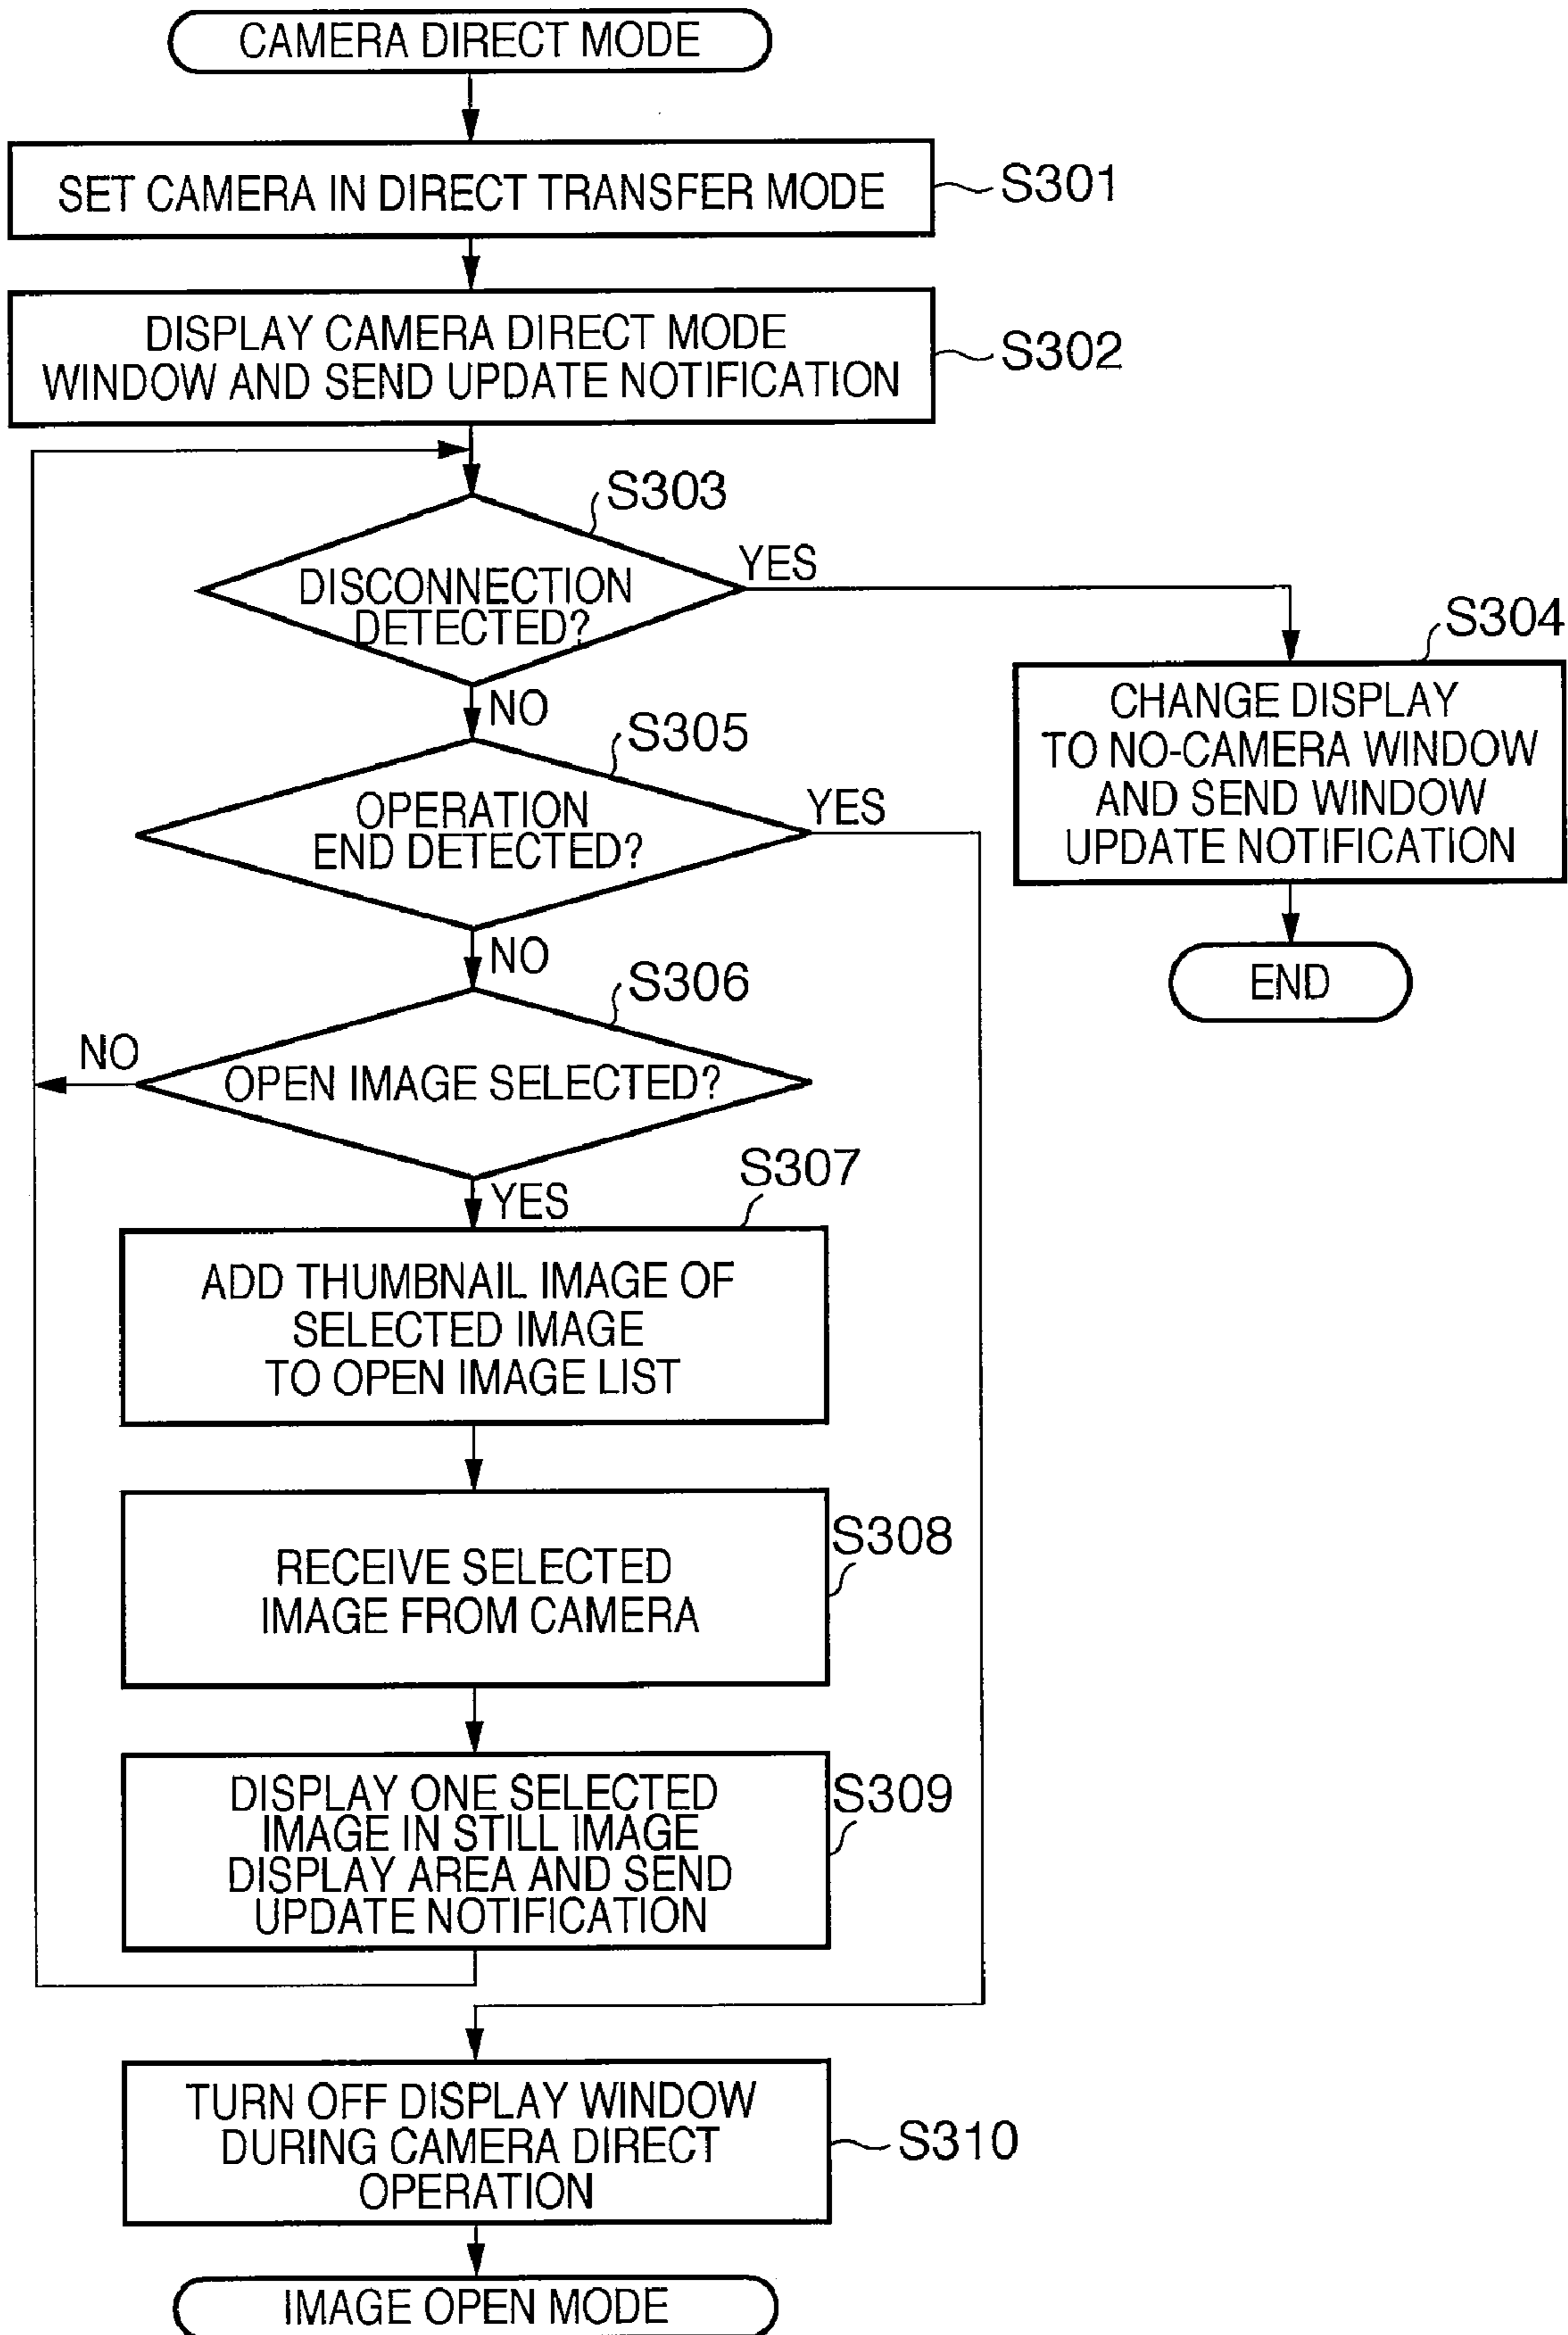 CAMERA DIRECT MODE
SET CAMERA IN DIRECT TRANSFER MODE
S301
DISPLAY CAMERA DIRECT MODE
WINDOW AND SEND UPDATE NOTIFICATION
S302
S303
DISCONNECTION
DETECTED?
YES
NO
S304
CHANGE DISPLAY
TO NO-CAMERA WINDOW
AND SEND WINDOW
UPDATE NOTIFICATION
END
S305
OPERATION
END DETECTED?
YES
NO
S306
OPEN IMAGE SELECTED?
NO
YES
S307
ADD THUMBNAIL IMAGE OF
SELECTED IMAGE
TO OPEN IMAGE LIST
S308
RECEIVE SELECTED
IMAGE FROM CAMERA
S309
DISPLAY ONE SELECTED
IMAGE IN STILL IMAGE
DISPLAY AREA AND SEND
UPDATE NOTIFICATION
TURN OFF DISPLAY WINDOW
DURING CAMERA DIRECT
OPERATION
S310
IMAGE OPEN MODE